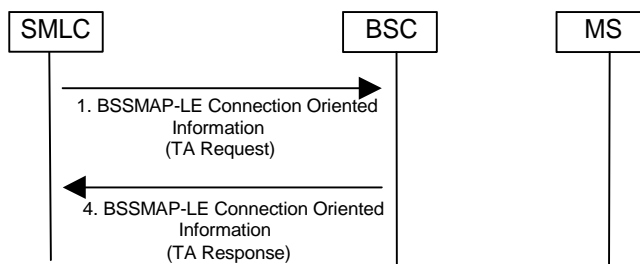 SMLC
BSC
MS
1. BSSMAP-LE Connection Oriented
Information
(TA Request)
4. BSSMAP-LE Connection Oriented
Information
(TA Response)